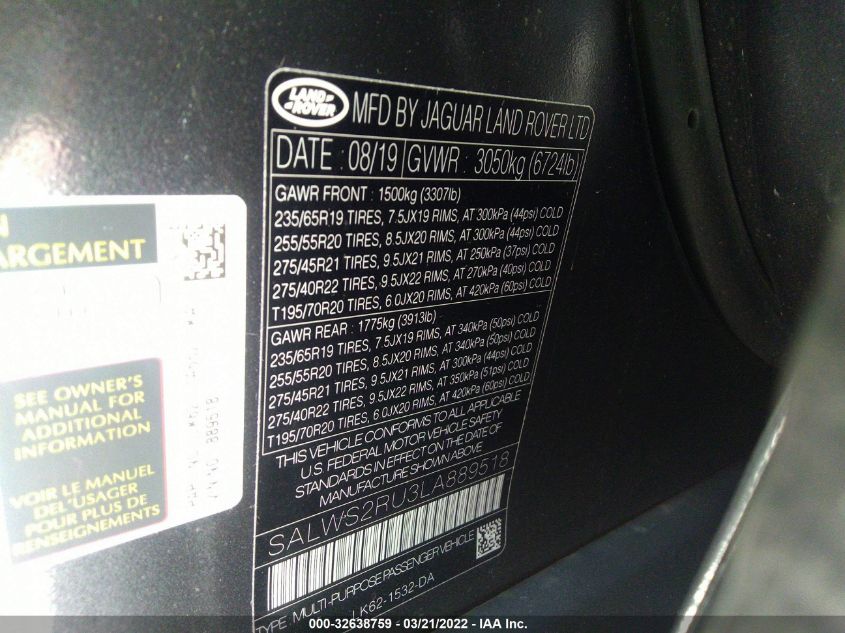 LAND
ROVER
MFD BY JAGUAR LAND ROVER LTD
DATE : 08/19 GVWR : 3050kg (6724lb)
GAWR FRONT : 1500kg (3307lb)
235/65R19 TIRES, 7.5JX19 RIMS, AT 300kPa (44psi) COLD
255/55R20 TIRES, 8.5JX20 RIMS, AT 300kPa (44psi) COLD
275/45R21 TIRES, 9.5JX21 RIMS, AT 250kPa (37psi) COLD
275/40R22 TIRES, 9.5JX22 RIMS, AT 270kPa (40psi) COLD
T195/70R20 TIRES, 6.0JX20 RIMS, AT 420kPa (60psi) COLD
GAWR REAR : 1775kg (3913lb)
235/65R19 TIRES, 7.5JX19 RIMS, AT 340kPa (50psi) COLD
255/55R20 TIRES, 8.5JX20 RIMS, AT 340kPa (50psi) COLD
275/45R21 TIRES, 9.5JX21 RIMS, AT 300kPa (44psi) COLD
275/40R22 TIRES, 9.5JX22 RIMS, AT 350kPa (51psi) COLD
T195/70R20 TIRES, 6.0JX20 RIMS, AT 420kPa (60psi) COLD
THIS VEHICLE CONFORMS TO ALL APPLICABLE
U.S. FEDERAL MOTOR VEHICLE SAFETY
STANDARDS IN EFFECT ON THE DATE OF
MANUFACTURE SHOWN ABOVE
SALWS2RU3LA889518
TYPE : MULTI-PURPOSE PASSENGER VEHICLE
LK62-1532-DA
ARGEMENT
SEE OWNER'S
MANUAL FOR
ADDITIONAL
INFORMATION
VOIR LE MANUEL
DE L'USAGER
POUR PLUS DE
RENSEIGNEMENTS
889518
000-32638759 - 03/21/2022 - IAA Inc.